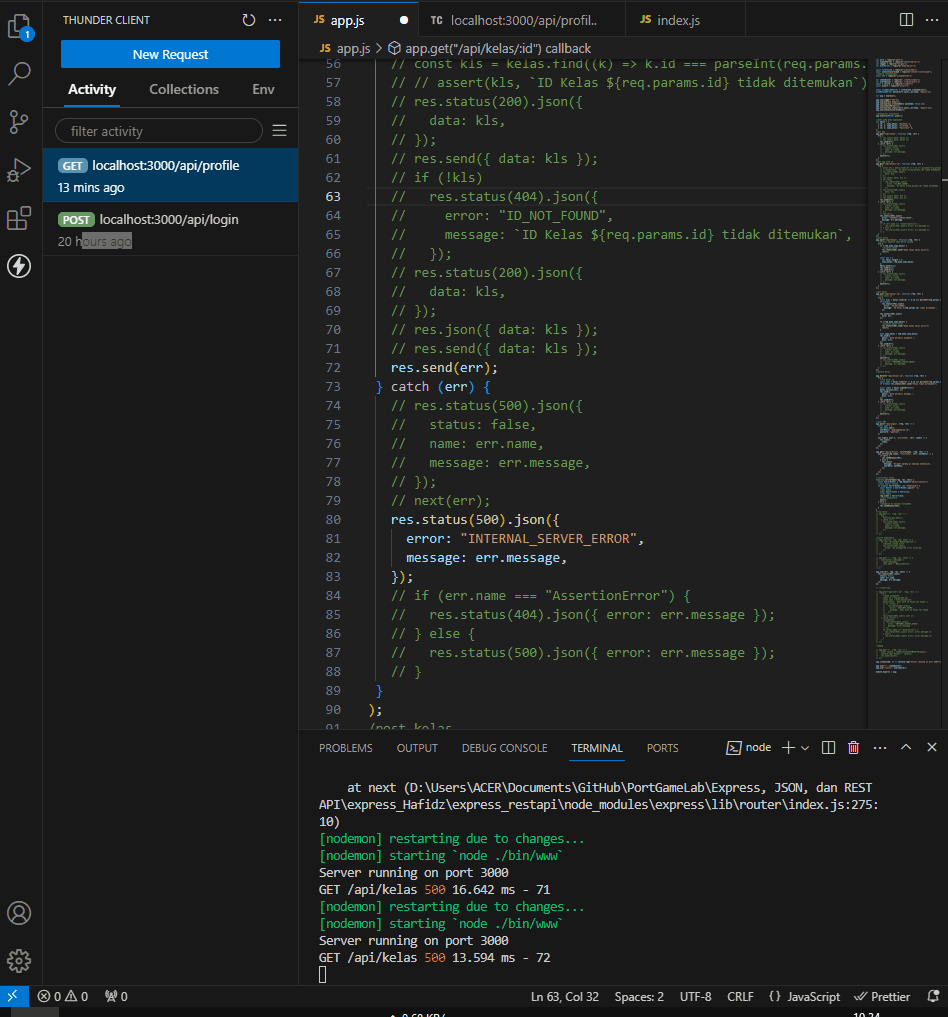 THUNDER CLIENT
New Request
Activity Collections Env
filter activity
GET localhost:3000/api/profile
13 mins ago
POST localhost:3000/api/login
20 hours ago
1
JS app.js
TC localhost:3000/api/profil..
JS index.js
JS app.js > app.get("/api/kelas/:id") callback
56 // const kls = kelas.find((k) => k.id === parseInt(req.params.
57 // // assert(kls, `ID Kelas ${req.params.id} tidak ditemukan`)
58 // res.status(200).json({
59 //   data: kls,
60 // });
61 // res.send({ data: kls });
62 // if (!kls)
63 //   res.status(404).json({
64 //     error: "ID_NOT_FOUND",
65 //     message: `ID Kelas ${req.params.id} tidak ditemukan`,
66 //   });
67 // res.status(200).json({
68 //   data: kls,
69 // });
70 // res.json({ data: kls });
71 // res.send({ data: kls });
72 res.send(err);
73 } catch (err) {
74 // res.status(500).json({
75 //   status: false,
76 //   name: err.name,
77 //   message: err.message,
78 // });
79 // next(err);
80 res.status(500).json({
81 error: "INTERNAL_SERVER_ERROR",
82 message: err.message,
83 });
84 // if (err.name === "AssertionError") {
85 //   res.status(404).json({ error: err.message });
86 // } else {
87 //   res.status(500).json({ error: err.message });
88 // }
89 }
90 );
91 /post kelas
PROBLEMS OUTPUT DEBUG CONSOLE TERMINAL PORTS
node
at next (D:\Users\ACER\Documents\GitHub\PortGameLab\Express, JSON, dan REST
API\express_Hafidz\express_restapi\node_modules\express\lib\router\index.js:275:
10)
[nodemon] restarting due to changes...
[nodemon] starting `node ./bin/www`
Server running on port 3000
GET /api/kelas 500 16.642 ms - 71
[nodemon] restarting due to changes...
[nodemon] starting `node ./bin/www`
Server running on port 3000
GET /api/kelas 500 13.594 ms - 72
0 0 0
Ln 63, Col 32 Spaces: 2 UTF-8 CRLF {} JavaScript Prettier